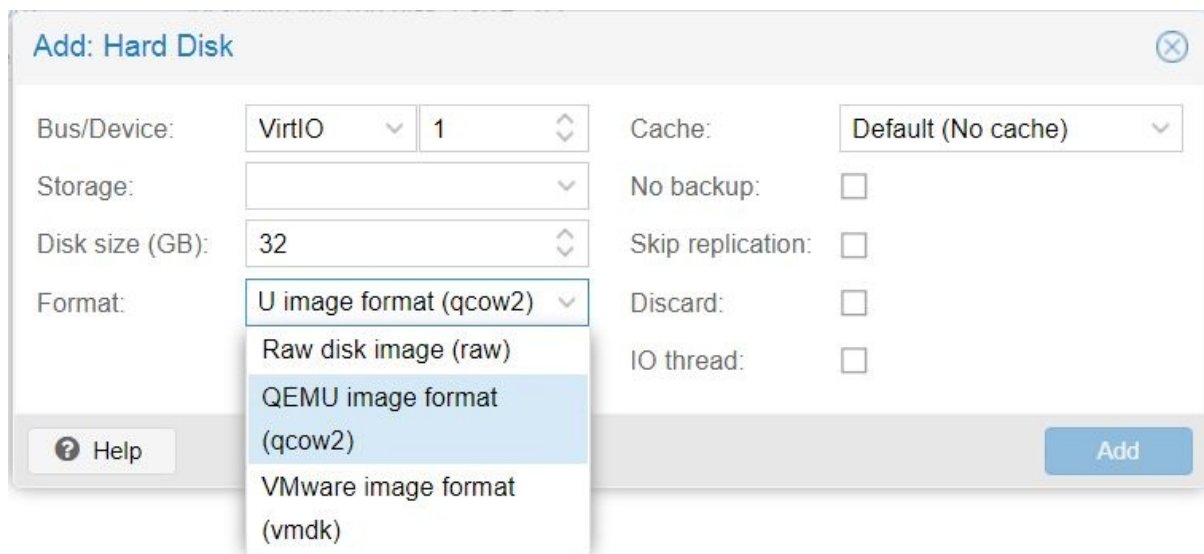 Add: Hard Disk
Bus/Device: VirtIO 1 Cache: Default (No cache)
Storage: No backup:
Disk size (GB): 32 Skip replication:
Format: U image format (qcow2) Discard:
Raw disk image (raw) IO thread:
QEMU image format
(qcow2)
Help Add
VMware image format
(vmdk)